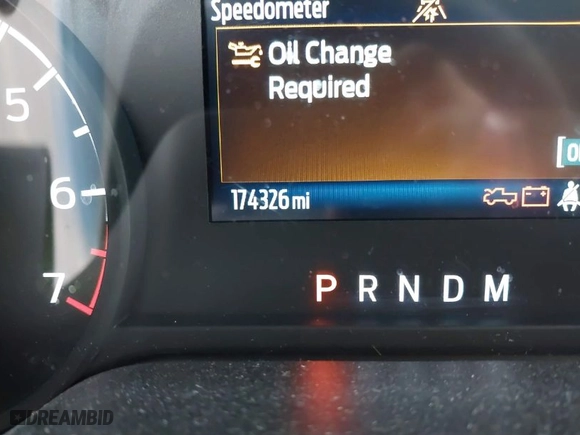 Speedometer
Oil Change
Required
5
6
174326 mi
7
P R N D M
DREAMBID